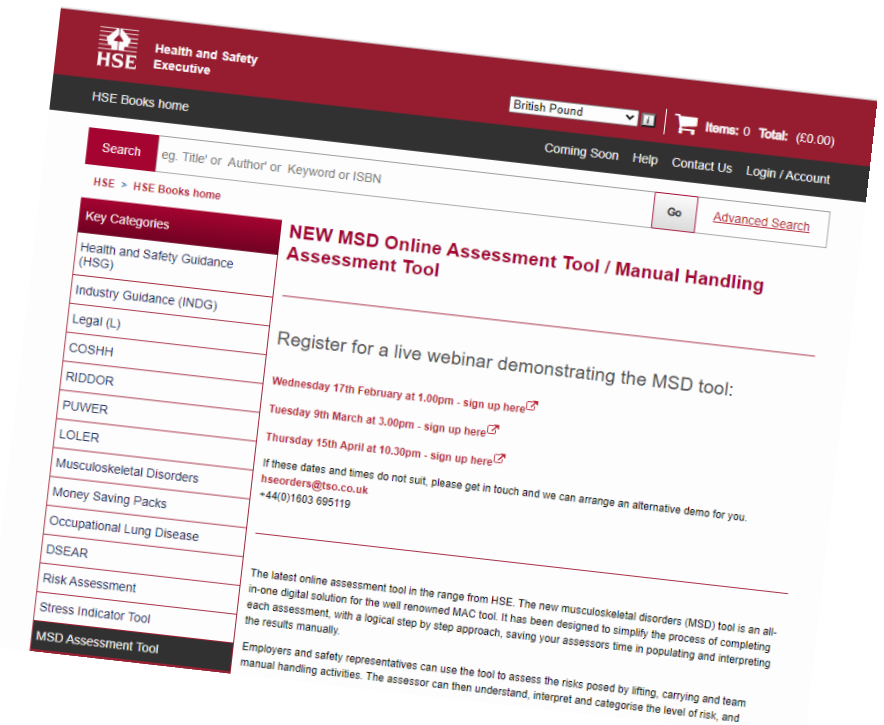 HSE
Health and Safety
Executive
HSE Books home
British Pound
i
Items: 0 Total: (£0.00)
Coming Soon Help Contact Us Login / Account
Search
eg. Title' or Author' or Keyword or ISBN
Go
Advanced Search
HSE > HSE Books home
Key Categories
Health and Safety Guidance
(HSG)
Industry Guidance (INDG)
Legal (L)
COSHH
RIDDOR
PUWER
LOLER
Musculoskeletal Disorders
Money Saving Packs
Occupational Lung Disease
DSEAR
Risk Assessment
Stress Indicator Tool
MSD Assessment Tool
NEW MSD Online Assessment Tool / Manual Handling
Assessment Tool
Register for a live webinar demonstrating the MSD tool:
Wednesday 17th February at 1.00pm - sign up here
Tuesday 9th March at 3.00pm - sign up here
Thursday 15th April at 10.30pm - sign up here
If these dates and times do not suit, please get in touch and we can arrange an alternative demo for you.
hseorders@tso.co.uk
+44(0)1603 695119
The latest online assessment tool in the range from HSE. The new musculoskeletal disorders (MSD) tool is an all-
in-one digital solution for the well renowned MAC tool. It has been designed to simplify the process of completing
each assessment, with a logical step by step approach, saving your assessors time in populating and interpreting
the results manually.
Employers and safety representatives can use the tool to assess the risks posed by lifting, carrying and team
manual handling activities. The assessor can then understand, interpret and categorise the level of risk, and